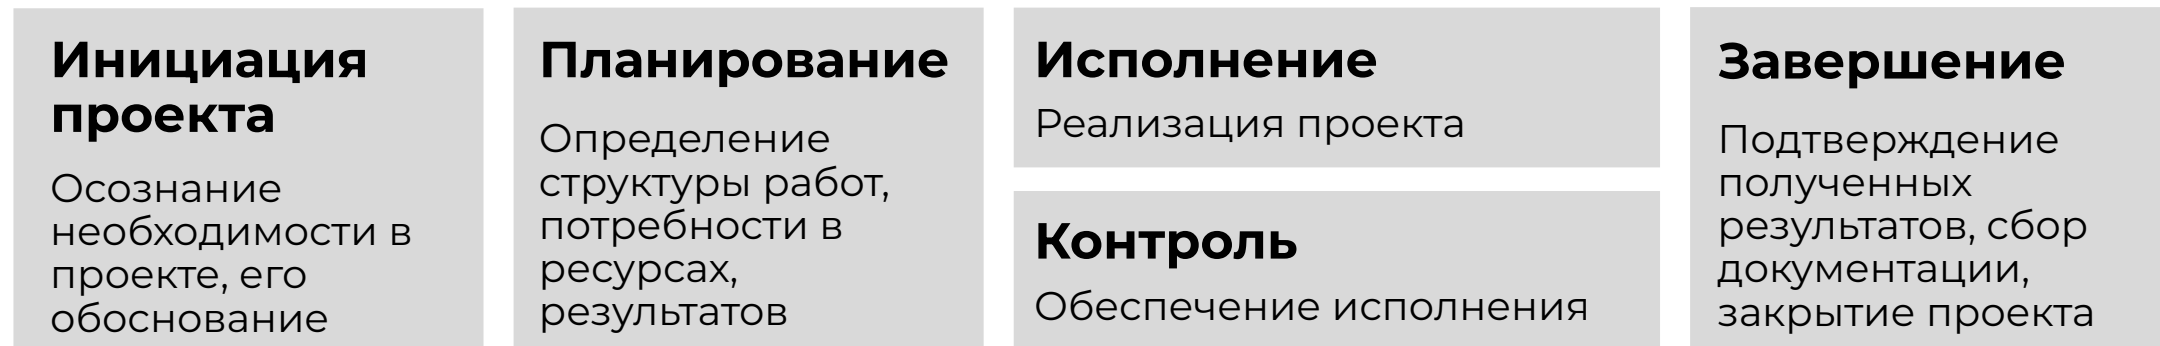 Инициация
проекта
Осознание
необходимости в
проекте, его
обоснование
Планирование
Определение
структуры работ,
потребности в
ресурсах,
результатов
Исполнение
Реализация проекта
Контроль
Обеспечение исполнения
Завершение
Подтверждение
полученных
результатов, сбор
документации,
закрытие проекта